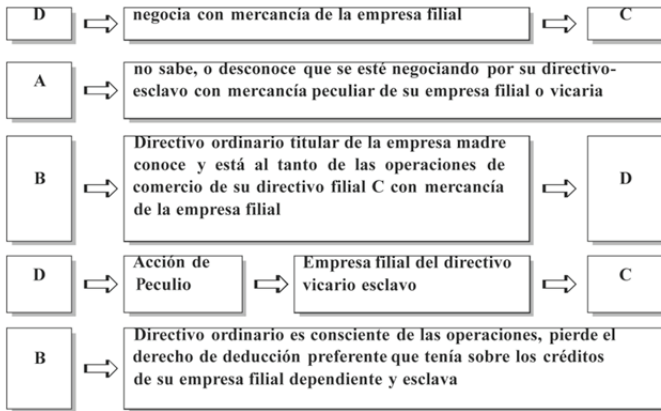 D
negocia con mercancía de la empresa filial
C
A
no sabe, o desconoce que se esté negociando por su directivo-
esclavo con mercancía peculiar de su empresa filial o vicaria
B
Directivo ordinario titular de la empresa madre
conoce y está al tanto de las operaciones de
comercio de su directivo filial C con mercancía
de la empresa filial
D
D
Acción de
Peculio
Empresa filial del directivo
vicario esclavo
C
B
Directivo ordinario es consciente de las operaciones, pierde el
derecho de deducción preferente que tenía sobre los créditos
de su empresa filial dependiente y esclava